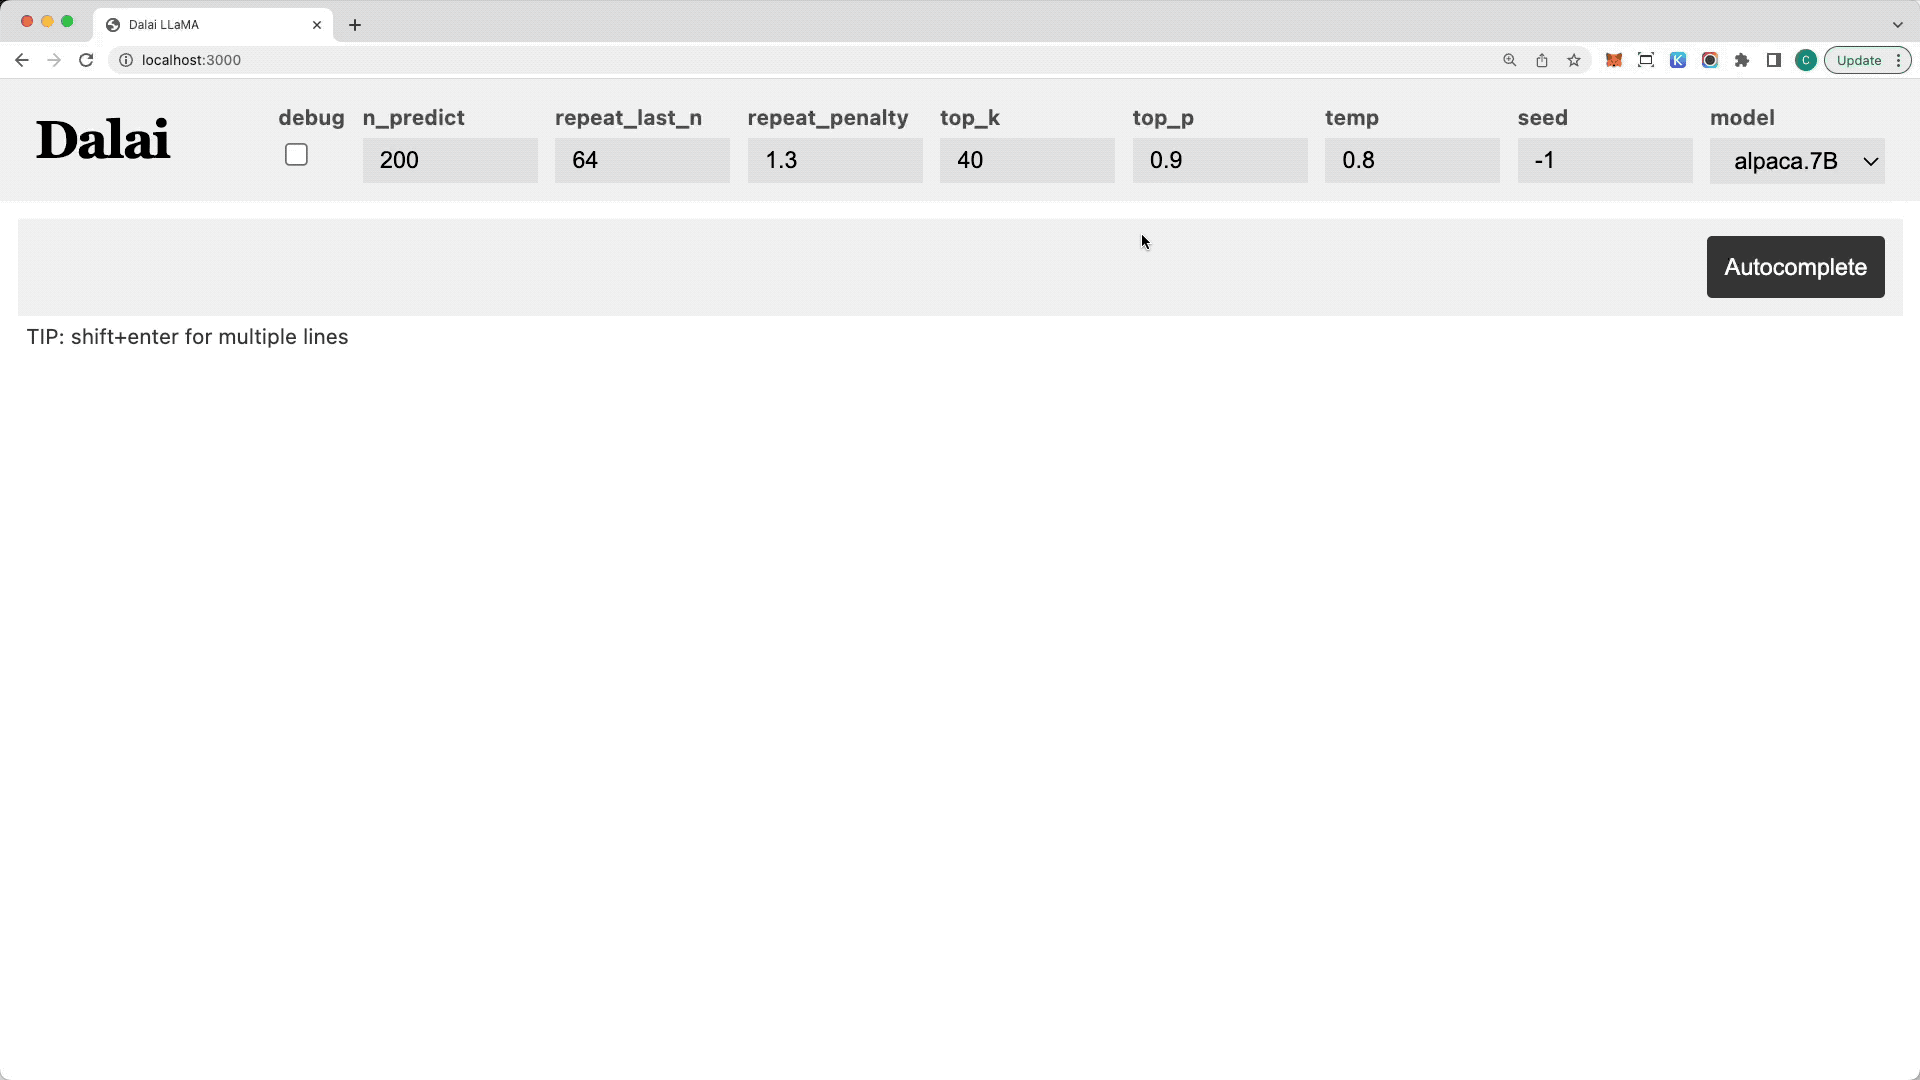 Dalai LLaMA
localhost:3000
K
C
Update
Dalai
debug n_predict repeat_last_n repeat_penalty top_k top_p temp seed model
200 64 1.3 40 0.9 0.8 -1 alpaca.7B
Autocomplete
TIP: shift+enter for multiple lines